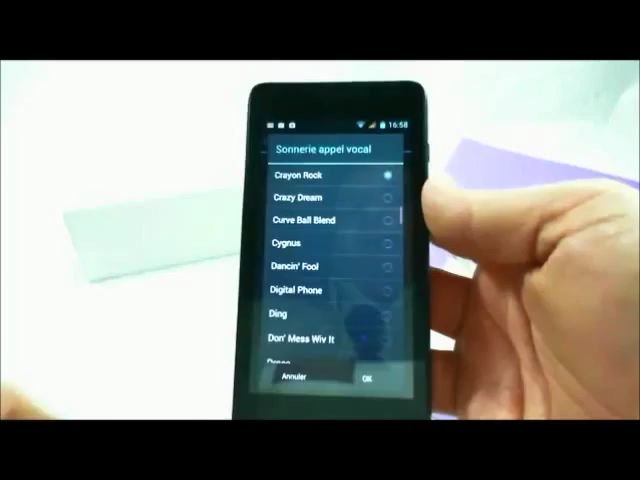 16:58
Sonnerie appel vocal
Crayon Rock
Crazy Dream
Curve Ball Blend
Cygnus
Dancin' Fool
Digital Phone
Ding
Don' Mess Wiv It
Annuler
OK